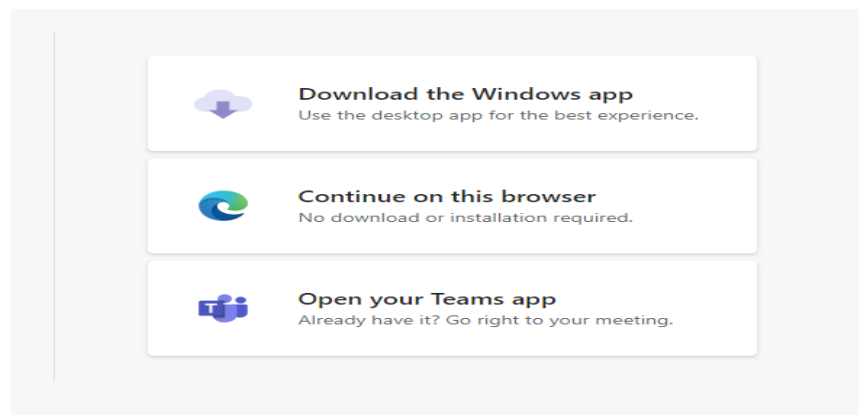 Download the Windows app
Use the desktop app for the best experience.
Continue on this browser
No download or installation required.
Open your Teams app
Already have it? Go right to your meeting.